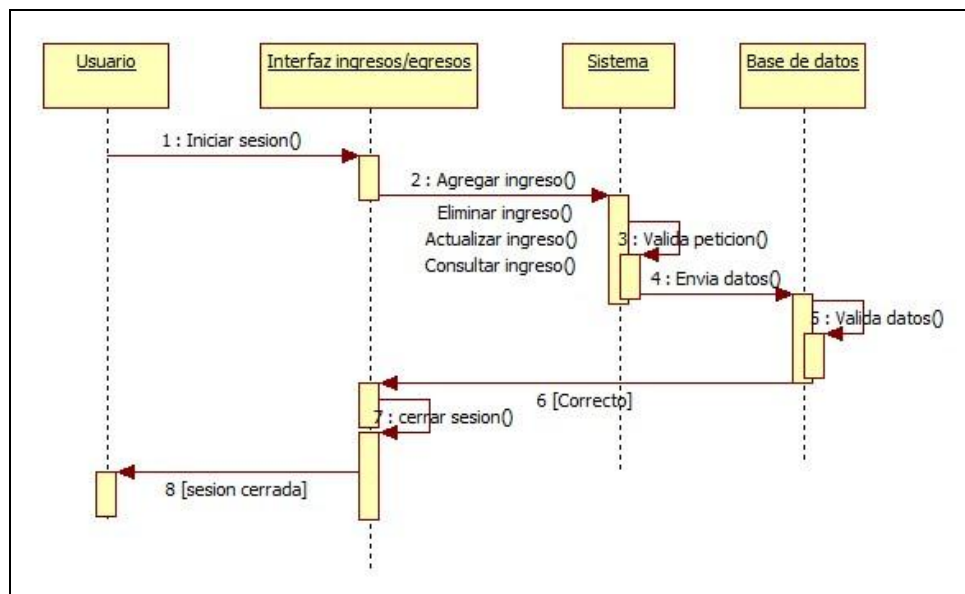 Usuario
Interfaz ingresos/egresos
Sistema
Base de datos
1 : Iniciar sesion()
2 : Agregar ingreso()
Eliminar ingreso()
Actualizar ingreso()
Consultar ingreso()
3 : Valida peticion()
4 : Envia datos()
5 : Valida datos()
6 [Correcto]
7 : cerrar sesion()
8 [sesion cerrada]